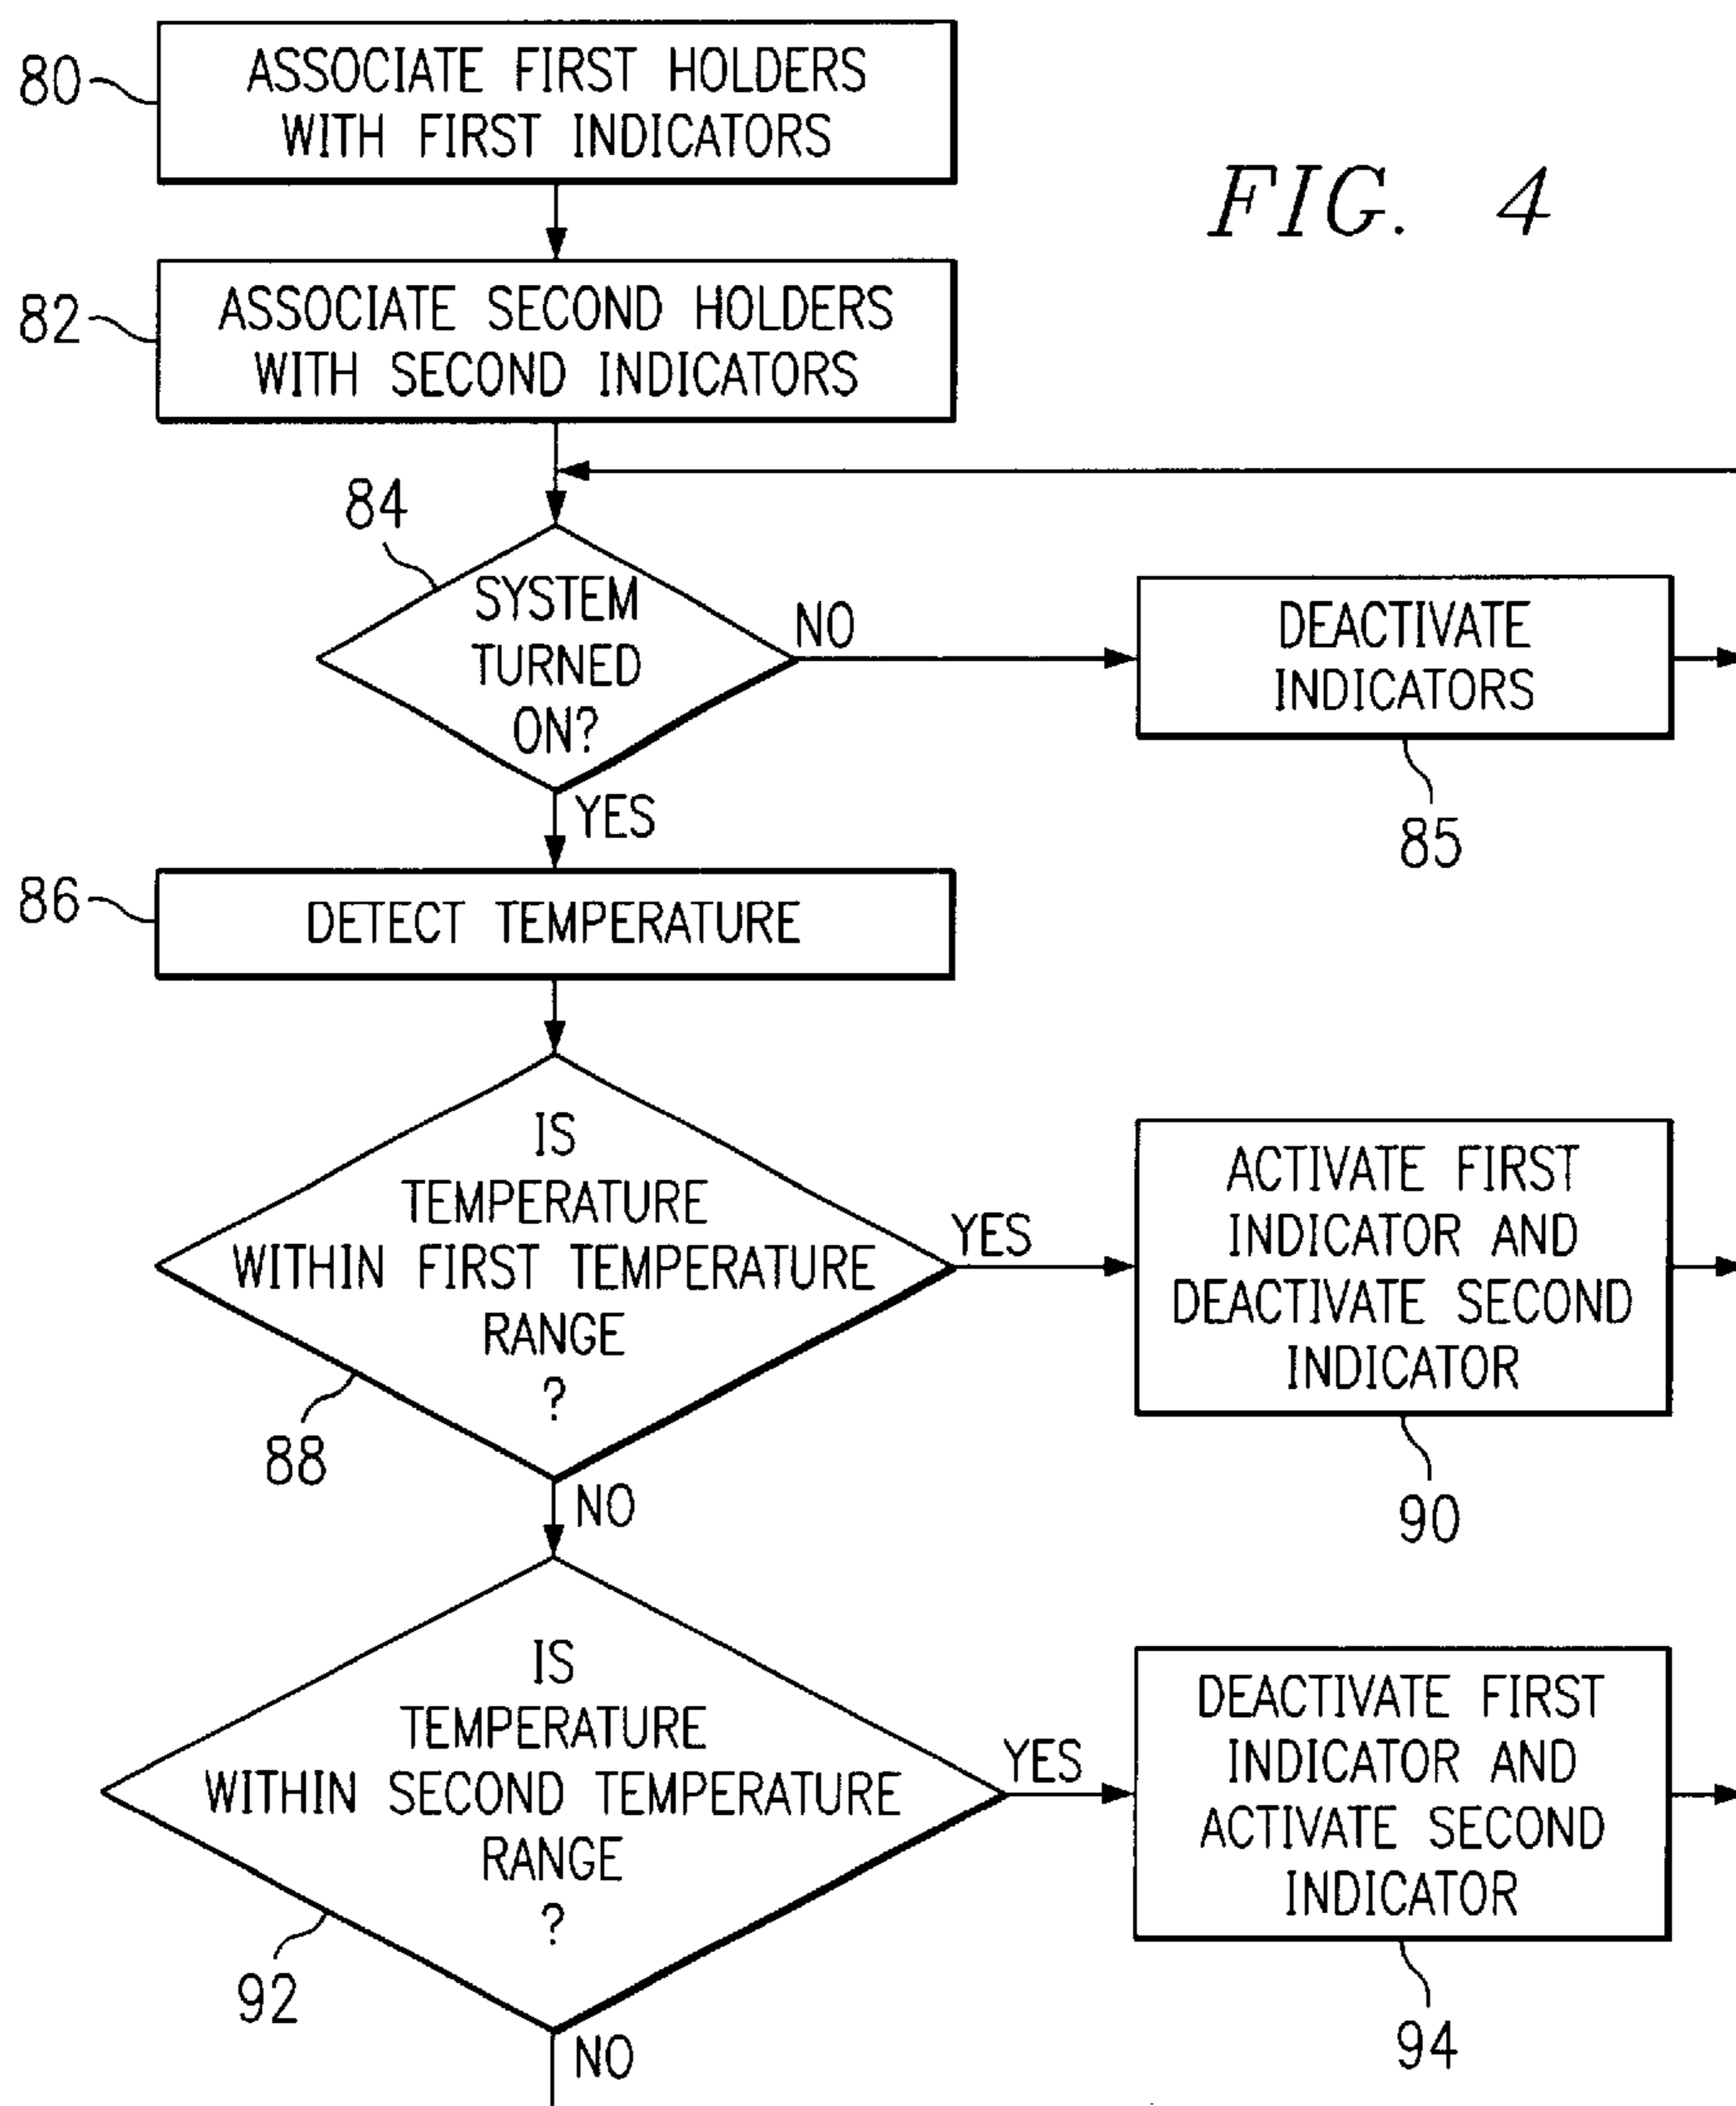 80
ASSOCIATE FIRST HOLDERS
WITH FIRST INDICATORS
FIG. 4
82
ASSOCIATE SECOND HOLDERS
WITH SECOND INDICATORS
84
SYSTEM
TURNED
ON?
NO
DEACTIVATE
INDICATORS
85
YES
86
DETECT TEMPERATURE
IS
TEMPERATURE
WITHIN FIRST TEMPERATURE
RANGE
?
88
YES
ACTIVATE FIRST
INDICATOR AND
DEACTIVATE SECOND
INDICATOR
90
NO
IS
TEMPERATURE
WITHIN SECOND TEMPERATURE
RANGE
?
92
YES
DEACTIVATE FIRST
INDICATOR AND
ACTIVATE SECOND
INDICATOR
94
NO